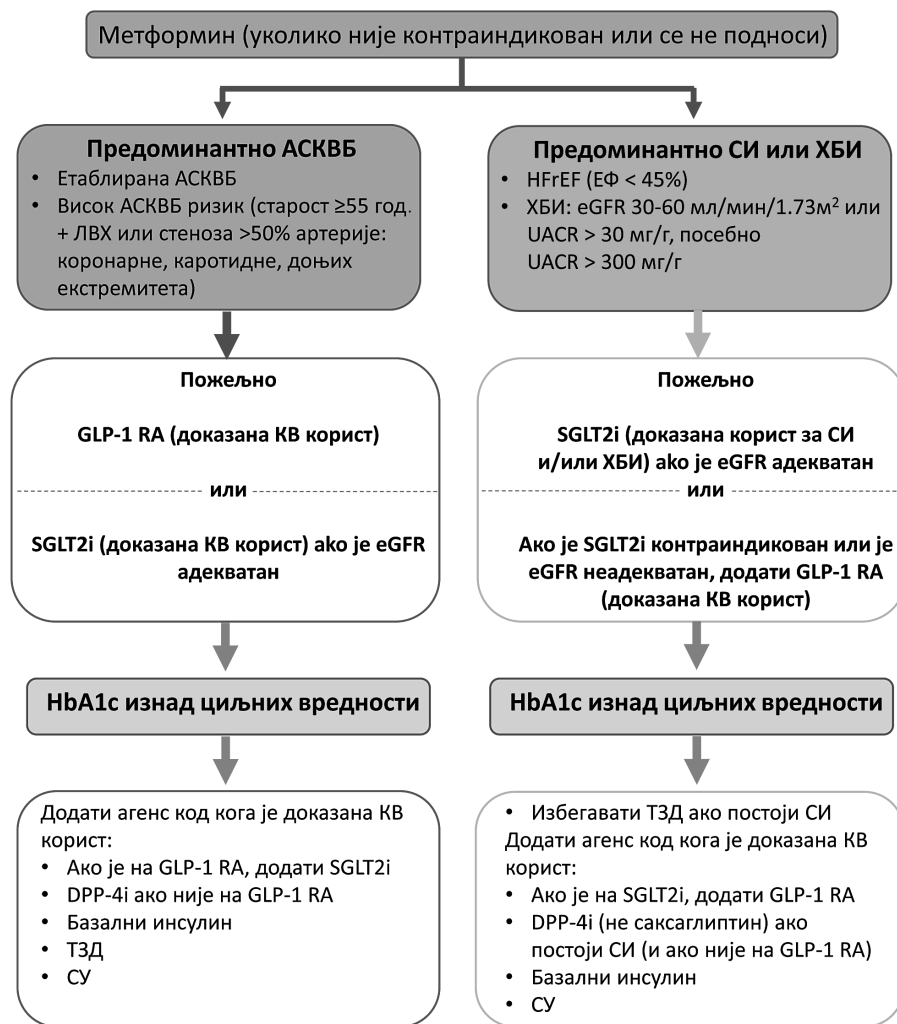 Метформин (уколико није контраиндикован или се не подноси)
Предоминантно АСКВБ
• Етаблирана АСКВБ
• Висок АСКВБ ризик (старост ≥55 год.
+ ЛВХ или стеноза >50% артерије:
коронарне, каротидне, доњих
екстремитета)
Предоминантно СИ или ХБИ
• HFrEF (ЕФ < 45%)
• ХБИ: eGFR 30-60 мл/мин/1.73м² или
UACR > 30 мг/г, посебно
UACR > 300 мг/г
Пожељно
GLP-1 RA (доказана КВ корист)
или
SGLT2i (доказана КВ корист) ako је eGFR
адекватан
Пожељно
SGLT2i (доказана корист за СИ
и/или ХБИ) ako је eGFR адекватан
или
Ако је SGLT2i контраиндикован или је
eGFR неадекватан, додати GLP-1 RA
(доказана КВ корист)
HbA1c изнад циљних вредности
HbA1c изнад циљних вредности
Додати агенс код кога је доказана КВ
корист:
• Ако је на GLP-1 RA, додати SGLT2i
• DPP-4i ако није на GLP-1 RA
• Базални инсулин
• ТЗД
• СУ
• Избегавати ТЗД ако постоји СИ
Додати агенс код кога је доказана КВ
корист:
• Ако је на SGLT2i, додати GLP-1 RA
• DPP-4i (не саксаглиптин) ако
постоји СИ (и ако није на GLP-1 RA)
• Базални инсулин
• СУ